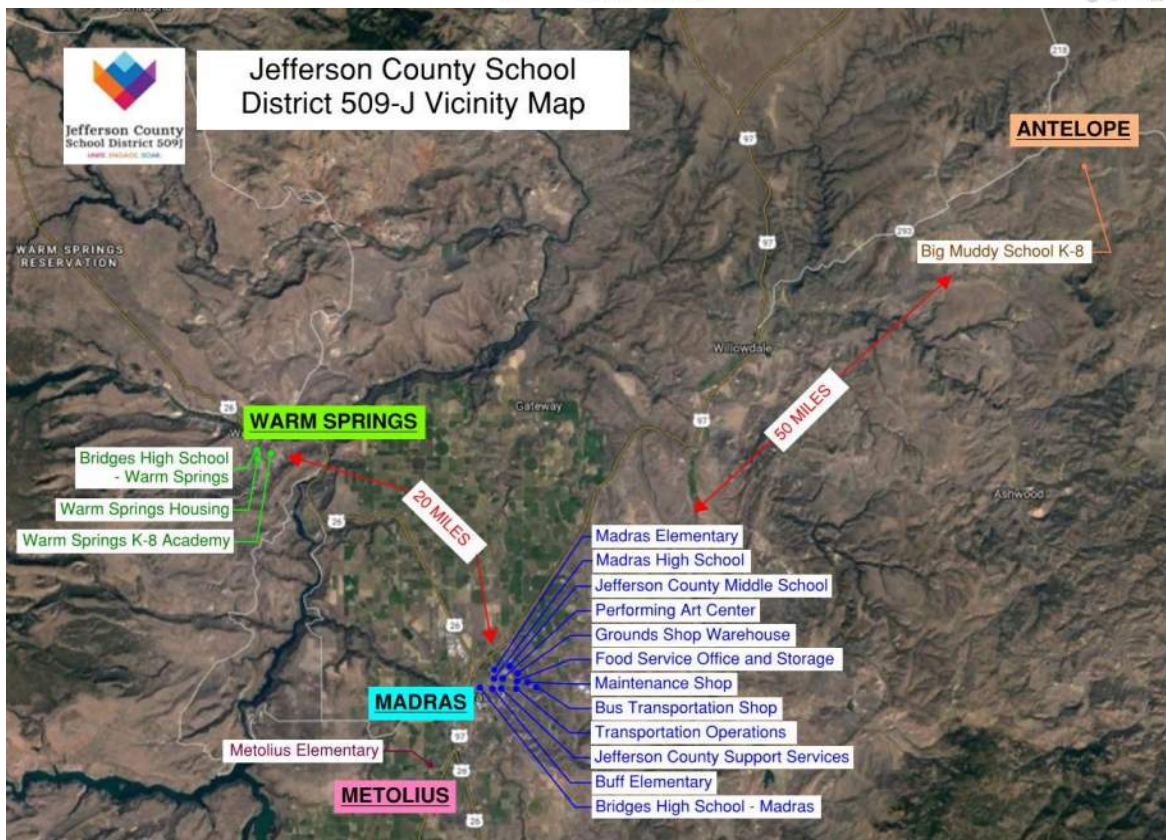 Jefferson County School
District 509-J Vicinity Map
Jefferson County
School District 509J
UNITE. ENGAGE. SOAR.
218
97
ANTELOPE
97
293
Big Muddy School K-8
WARM SPRINGS
RESERVATION
Willowdale
26
WARM SPRINGS
Gateway
97
50 MILES
Bridges High School
- Warm Springs
Warm Springs Housing
Warm Springs K-8 Academy
20 MILES
26
Ashwood
Madras Elementary
Madras High School
Jefferson County Middle School
Performing Art Center
Grounds Shop Warehouse
Food Service Office and Storage
Maintenance Shop
Bus Transportation Shop
Transportation Operations
Jefferson County Support Services
Buff Elementary
Bridges High School - Madras
26
MADRAS
97
Metolius Elementary
26
METOLIUS
26